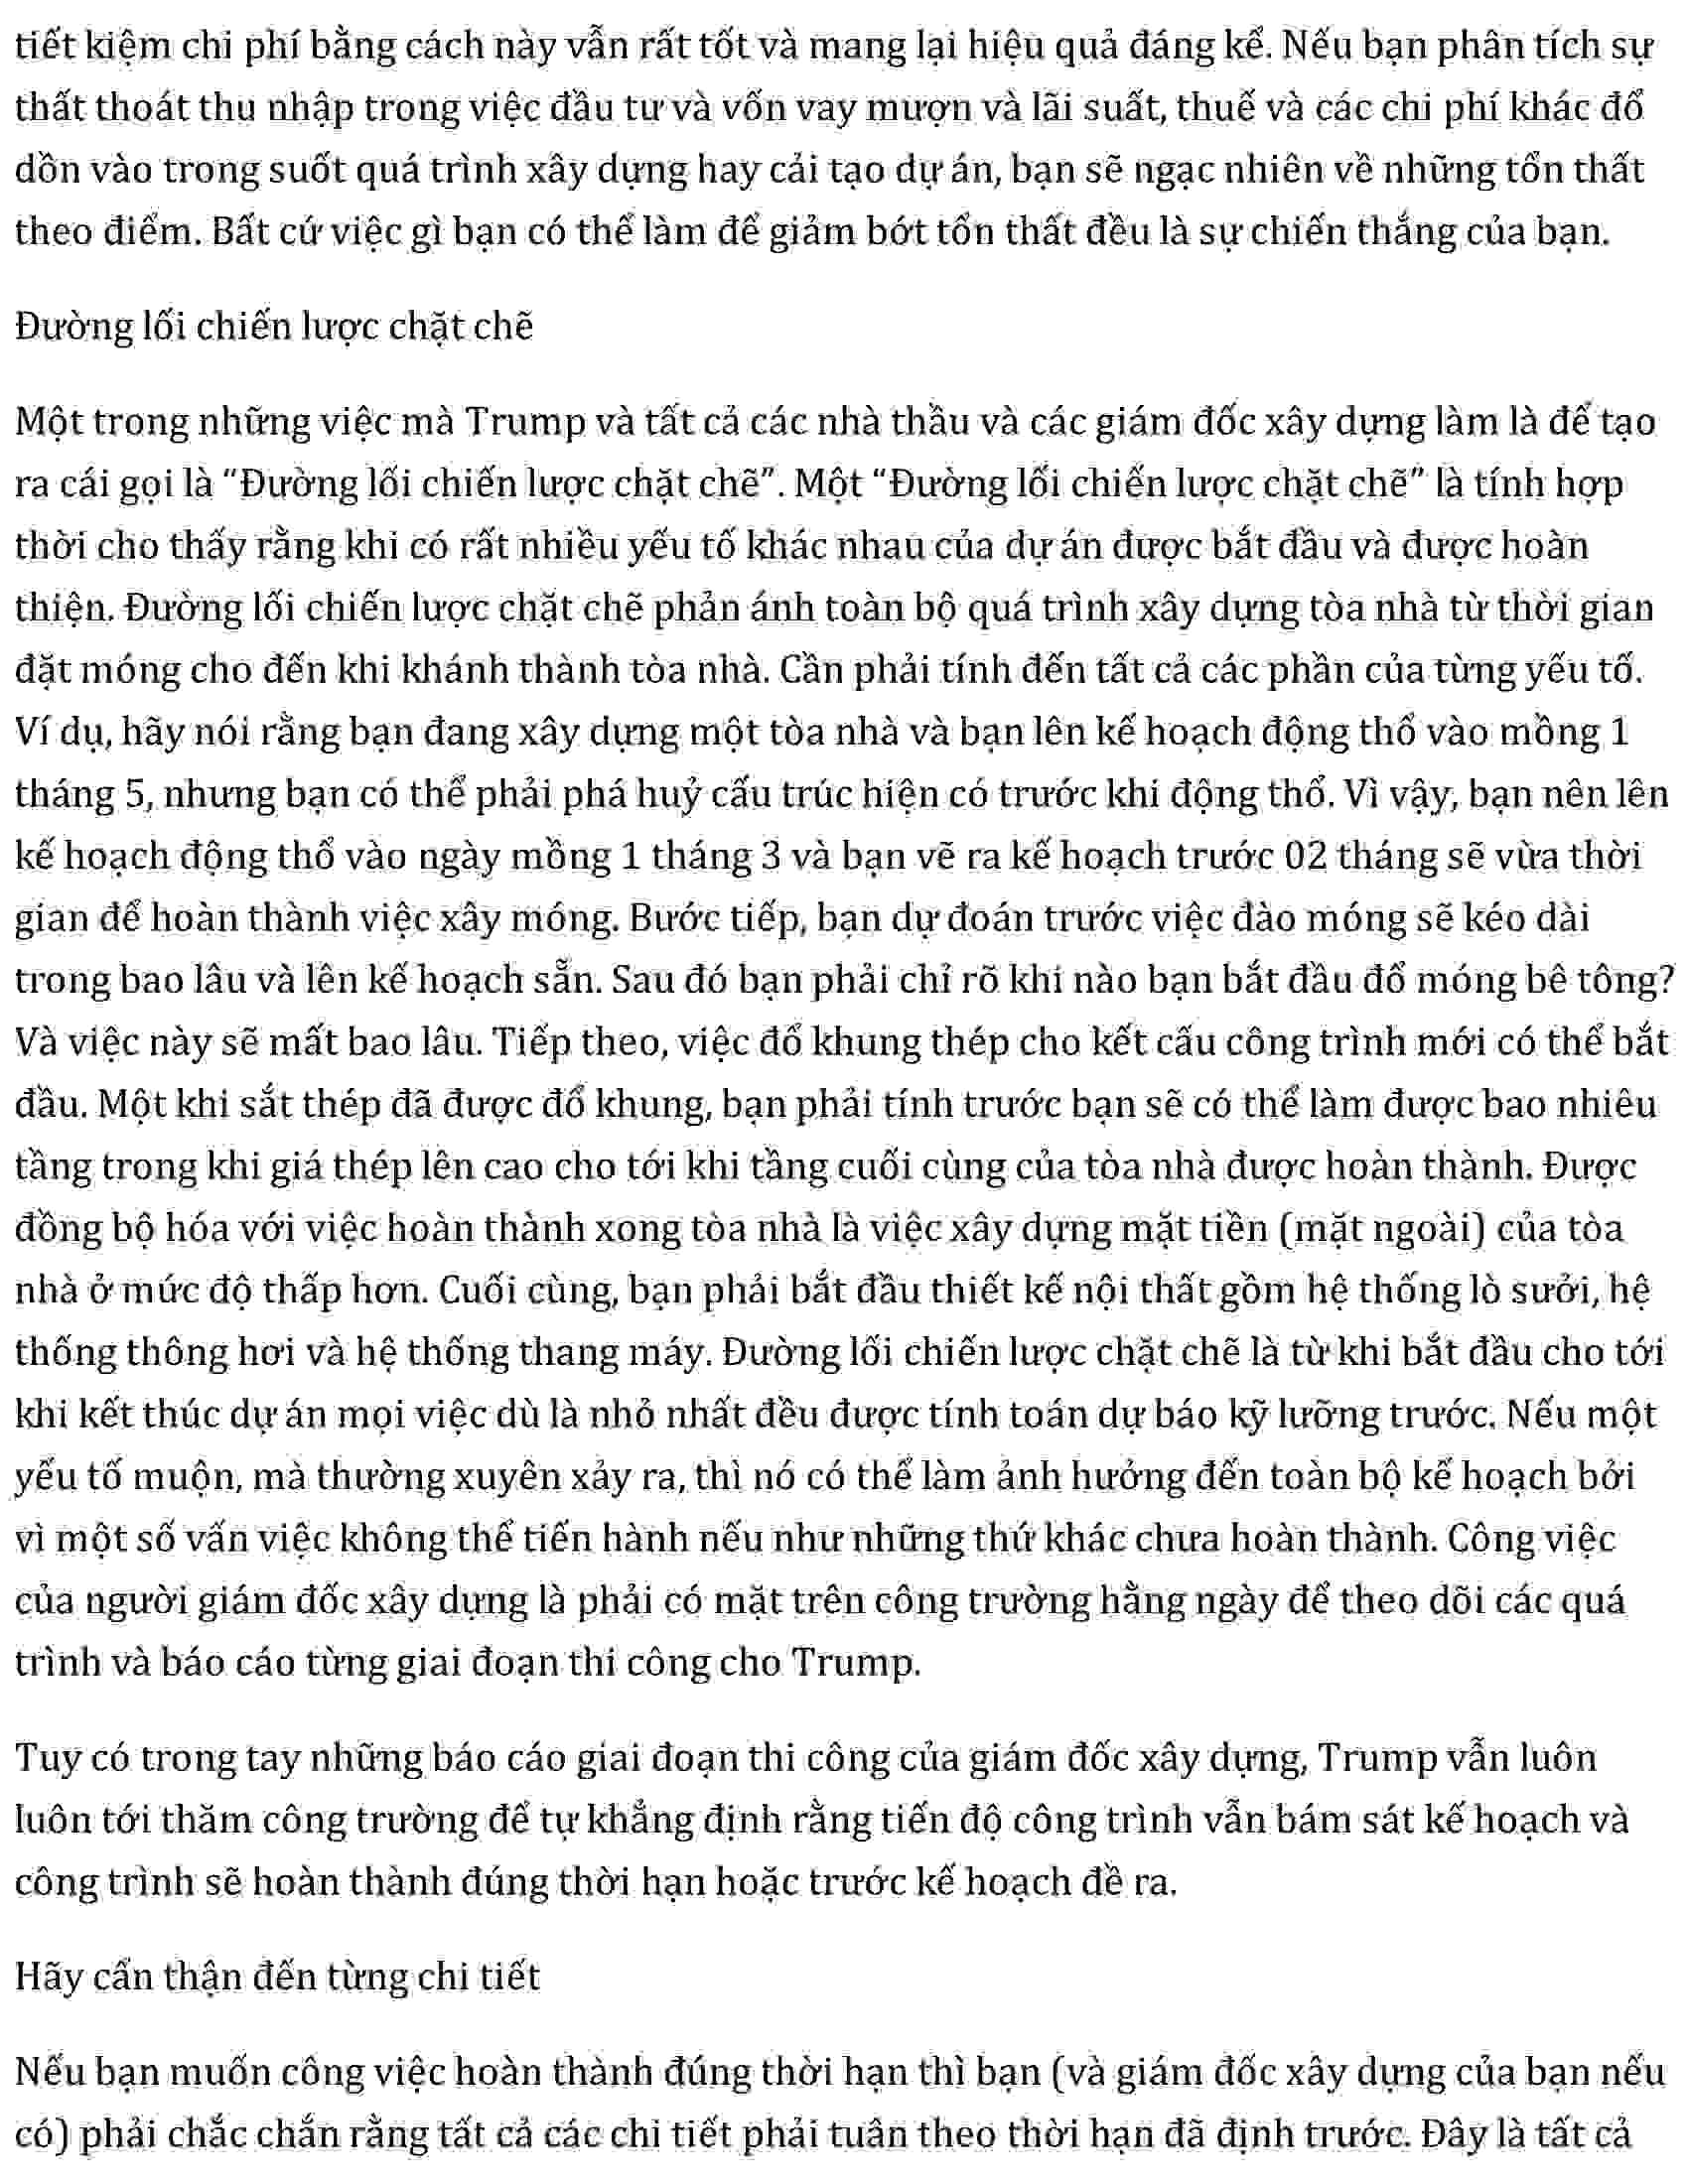 tiết kiệm chi phí bằng cách này vẫn rất tốt và mang lại hiệu quả đáng kể. Nếu bạn phân tích sự
thất thoát thu nhập trong việc đầu tư và vốn vay mượn và lãi suất, thuế và các chi phí khác đổ
dồn vào trong suốt quá trình xây dựng hay cải tạo dự án, bạn sẽ ngạc nhiên về những tổn thất
theo điểm. Bất cứ việc gì bạn có thể làm để giảm bớt tổn thất đều là sự chiến thắng của bạn.
Đường lối chiến lược chặt chẽ
Một trong những việc mà Trump và tất cả các nhà thầu và các giám đốc xây dựng làm là để tạo
ra cái gọi là “Đường lối chiến lược chặt chẽ”. Một “Đường lối chiến lược chặt chẽ” là tính hợp
thời cho thấy rằng khi có rất nhiều yếu tố khác nhau của dự án được bắt đầu và được hoàn
thiện. Đường lối chiến lược chặt chẽ phản ánh toàn bộ quá trình xây dựng tòa nhà từ thời gian
đặt móng cho đến khi khánh thành tòa nhà. Cần phải tính đến tất cả các phần của từng yếu tố.
Ví dụ, hãy nói rằng bạn đang xây dựng một tòa nhà và bạn lên kế hoạch động thổ vào mồng 1
tháng 5, nhưng bạn có thể phải phá huỷ cấu trúc hiện có trước khi động thổ. Vì vậy, bạn nên lên
kế hoạch động thổ vào ngày mồng 1 tháng 3 và bạn vẽ ra kế hoạch trước 02 tháng sẽ vừa thời
gian để hoàn thành việc xây móng. Bước tiếp, bạn dự đoán trước việc đào móng sẽ kéo dài
trong bao lâu và lên kế hoạch sẵn. Sau đó bạn phải chỉ rõ khi nào bạn bắt đầu đổ móng bê tông?
Và việc này sẽ mất bao lâu. Tiếp theo, việc đổ khung thép cho kết cấu công trình mới có thể bắt
đầu. Một khi sắt thép đã được đổ khung, bạn phải tính trước bạn sẽ có thể làm được bao nhiêu
tầng trong khi giá thép lên cao cho tới khi tầng cuối cùng của tòa nhà được hoàn thành. Được
đồng bộ hóa với việc hoàn thành xong tòa nhà là việc xây dựng mặt tiền (mặt ngoài) của tòa
nhà ở mức độ thấp hơn. Cuối cùng, bạn phải bắt đầu thiết kế nội thất gồm hệ thống lò sưởi, hệ
thống thông hơi và hệ thống thang máy. Đường lối chiến lược chặt chẽ là từ khi bắt đầu cho tới
khi kết thúc dự án mọi việc dù là nhỏ nhất đều được tính toán dự báo kỹ lưỡng trước. Nếu một
yếu tố muộn, mà thường xuyên xảy ra, thì nó có thể làm ảnh hưởng đến toàn bộ kế hoạch bởi
vì một số vấn việc không thể tiến hành nếu như những thứ khác chưa hoàn thành. Công việc
của người giám đốc xây dựng là phải có mặt trên công trường hằng ngày để theo dõi các quá
trình và báo cáo từng giai đoạn thi công cho Trump.
Tuy có trong tay những báo cáo giai đoạn thi công của giám đốc xây dựng, Trump vẫn luôn
luôn tới thăm công trường để tự khẳng định rằng tiến độ công trình vẫn bám sát kế hoạch và
công trình sẽ hoàn thành đúng thời hạn hoặc trước kế hoạch đề ra.
Hãy cẩn thận đến từng chi tiết
Nếu bạn muốn công việc hoàn thành đúng thời hạn thì bạn (và giám đốc xây dựng của bạn nếu
có) phải chắc chắn rằng tất cả các chi tiết phải tuân theo thời hạn đã định trước. Đây là tất cả